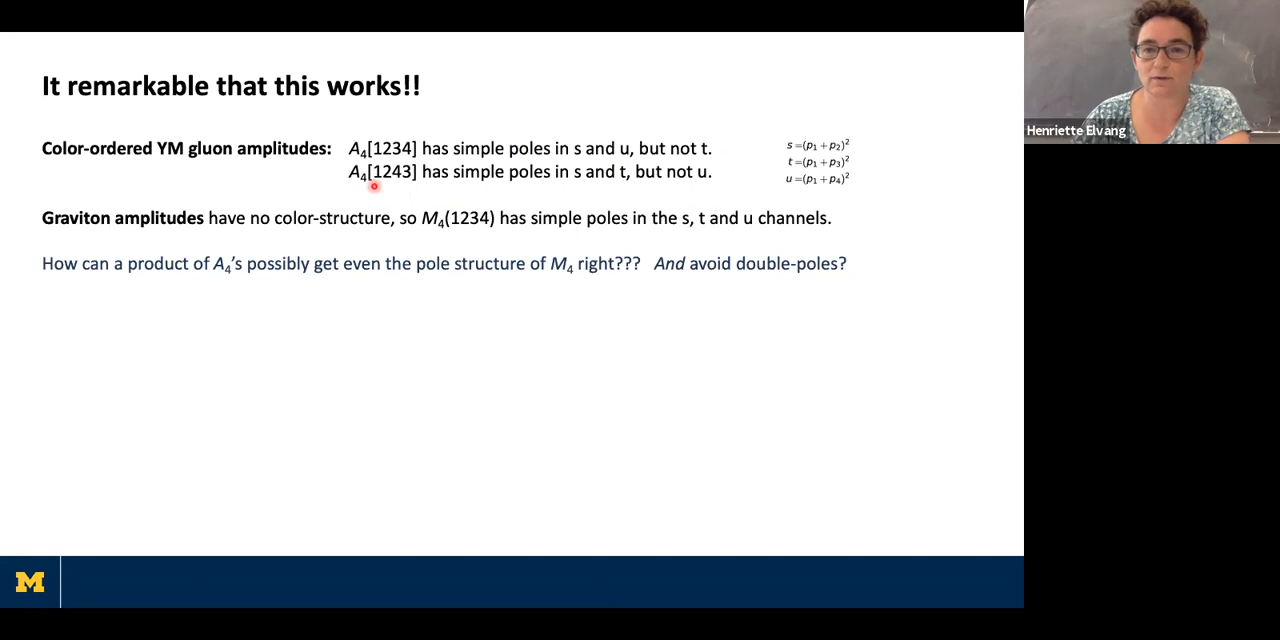 It remarkable that this works!!
Color-ordered YM gluon amplitudes: A₄[1234] has simple poles in s and u, but not t.
A₄[1243] has simple poles in s and t, but not u.
s =(p₁ + p₂)²
t =(p₁ + p₃)²
u =(p₁ + p₄)²
Graviton amplitudes have no color-structure, so M₄(1234) has simple poles in the s, t and u channels.
How can a product of A₄'s possibly get even the pole structure of M₄ right??? And avoid double-poles?
M
Henriette Elvang